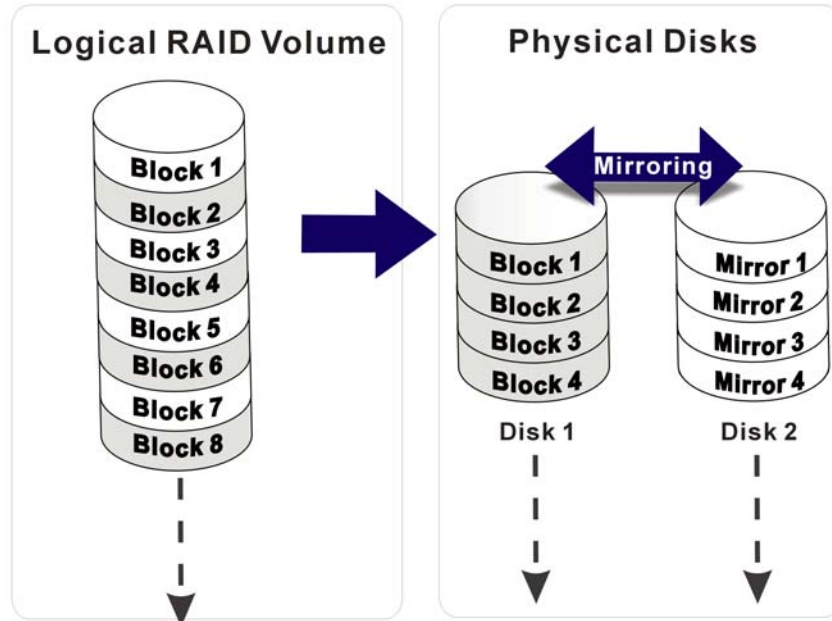 Logical RAID Volume
Block 1
Block 2
Block 3
Block 4
Block 5
Block 6
Block 7
Block 8
Physical Disks
Mirroring
Block 1
Block 2
Block 3
Block 4
Disk 1
Mirror 1
Mirror 2
Mirror 3
Mirror 4
Disk 2